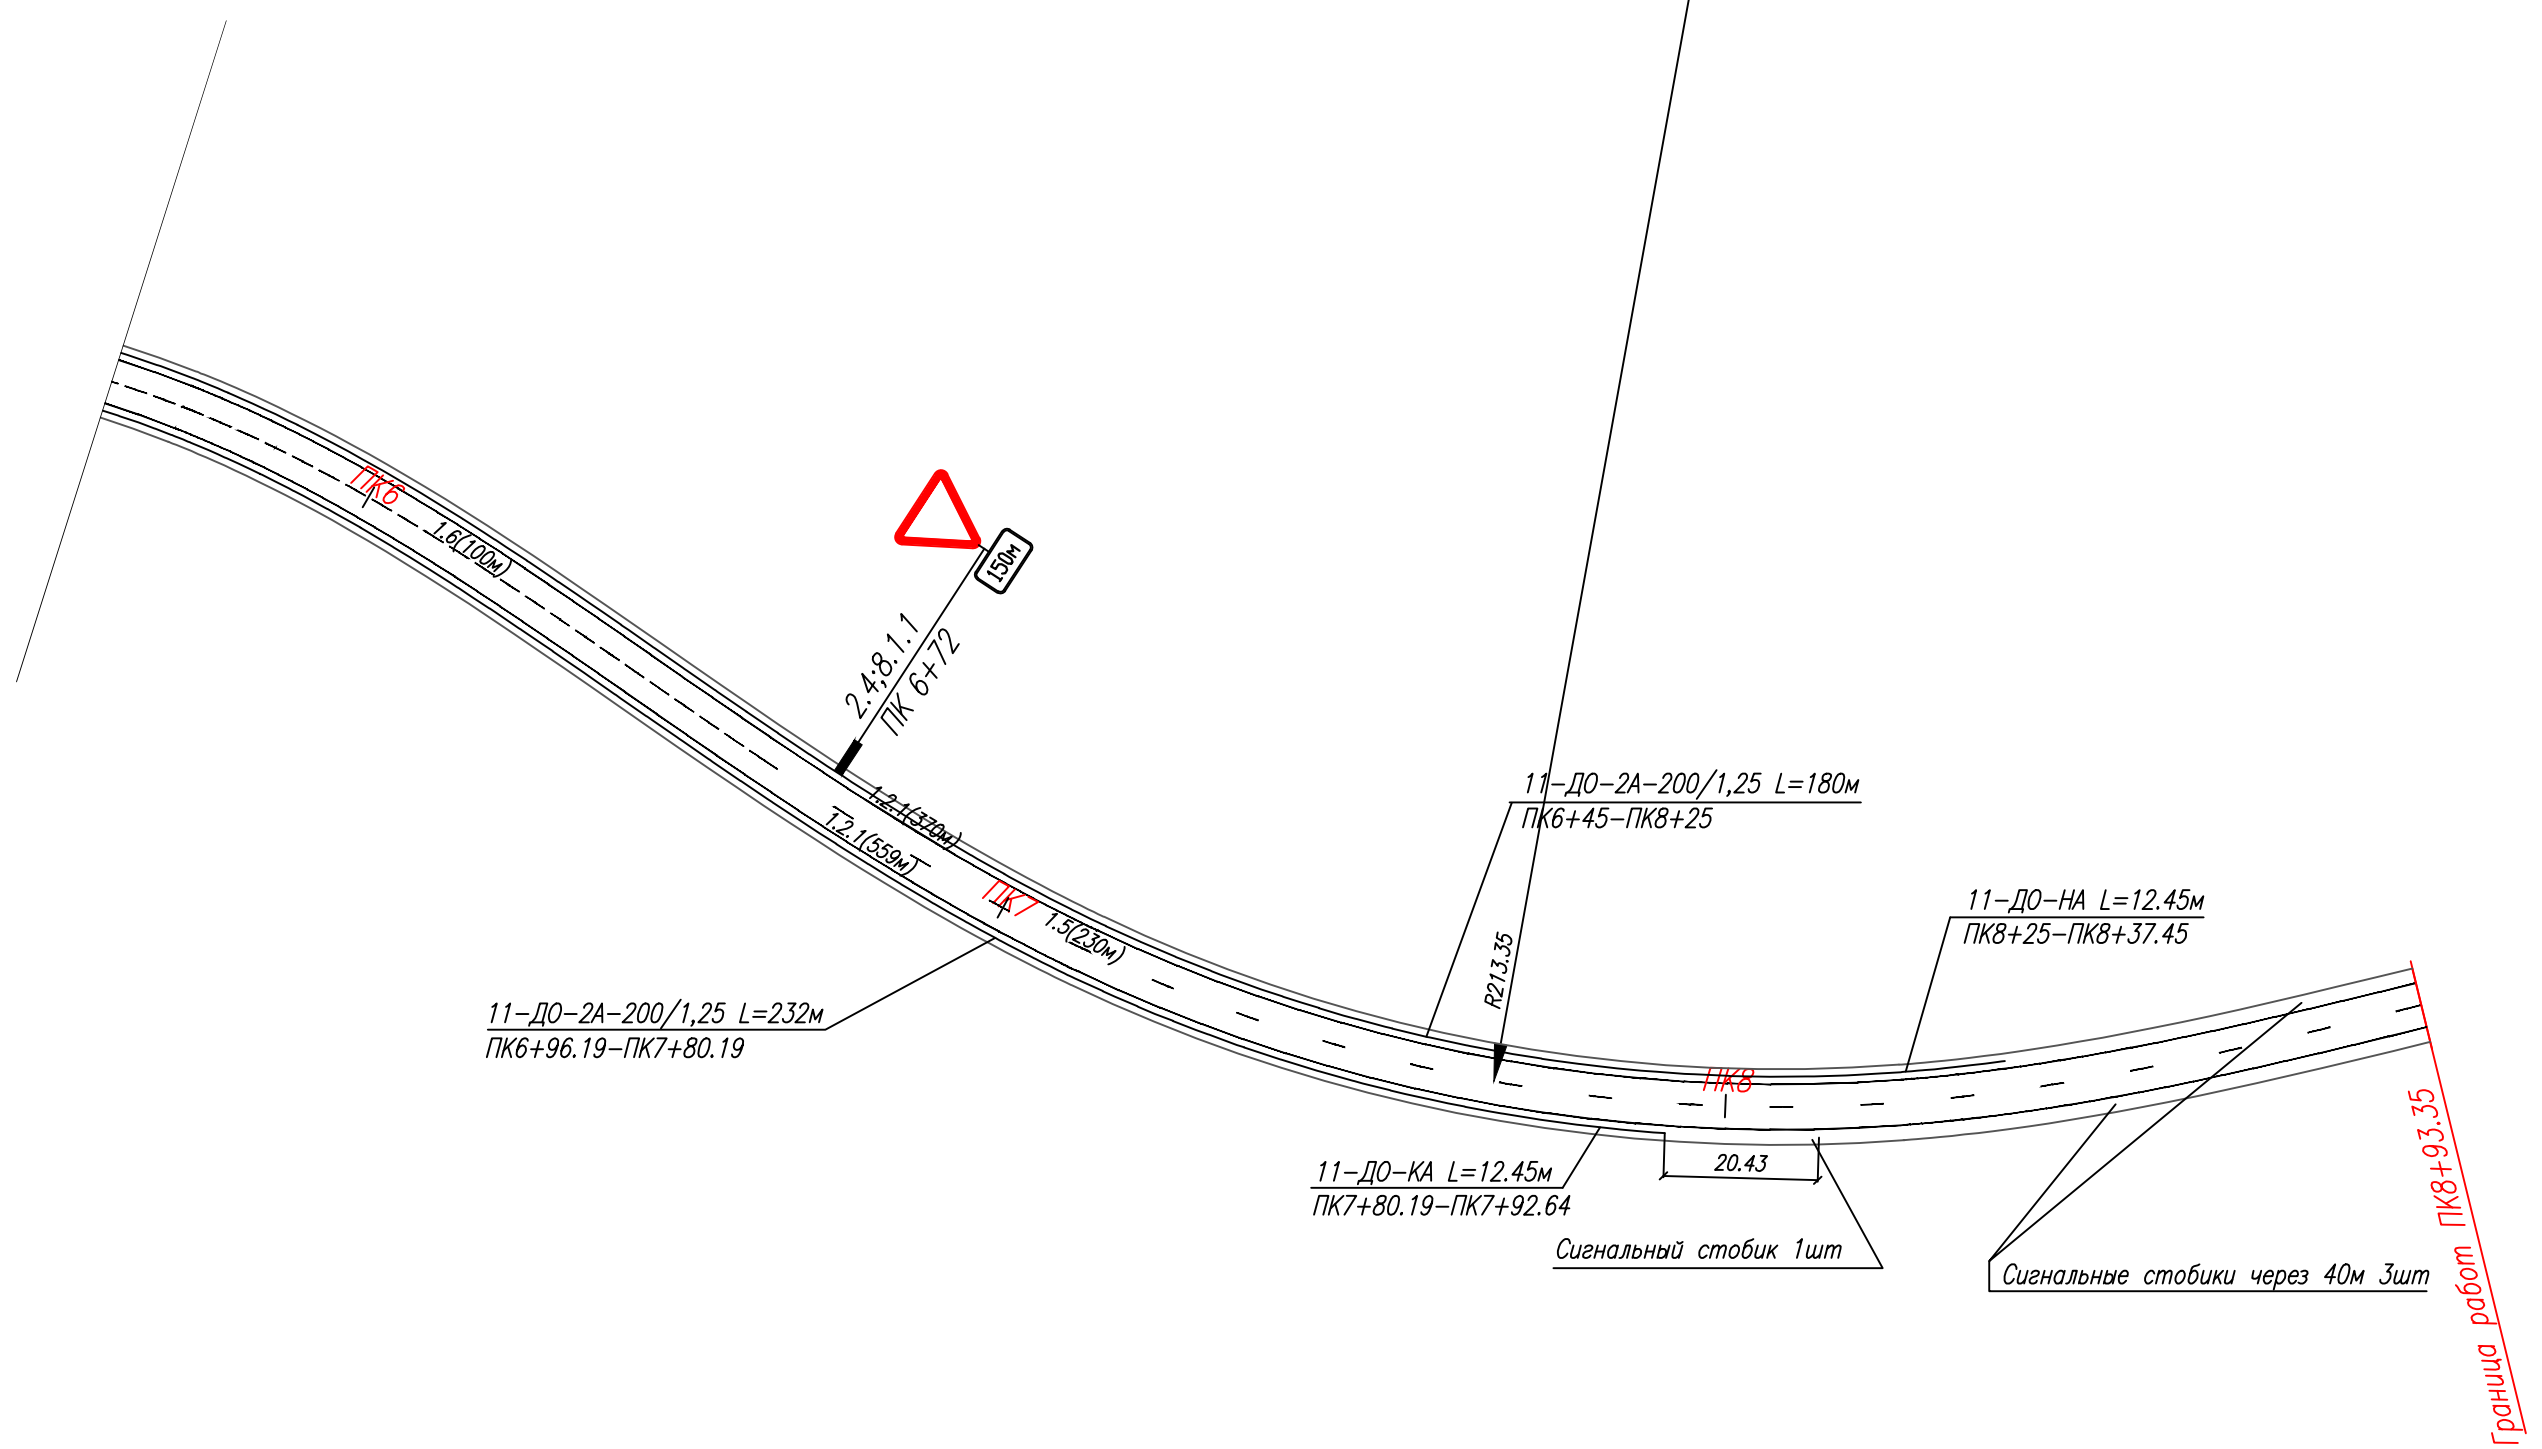 ПК6
1.6(100м)
150м
2.4;8.1.1
ПК 6+72
1.2.1(370м)
1.2.1(559м)
ПК7
1.5(230м)
11-ДО-2А-200/1,25 L=180м
ПК6+45-ПК8+25
11-ДО-НА L=12.45м
ПК8+25-ПК8+37.45
R213.35
11-ДО-2А-200/1,25 L=232м
ПК6+96.19-ПК7+80.19
ПК8
11-ДО-КА L=12.45м
ПК7+80.19-ПК7+92.64
20.43
Сигнальный стобик 1шт
Сигнальные стобики через 40м 3шт
Граница работ ПК8+93.35